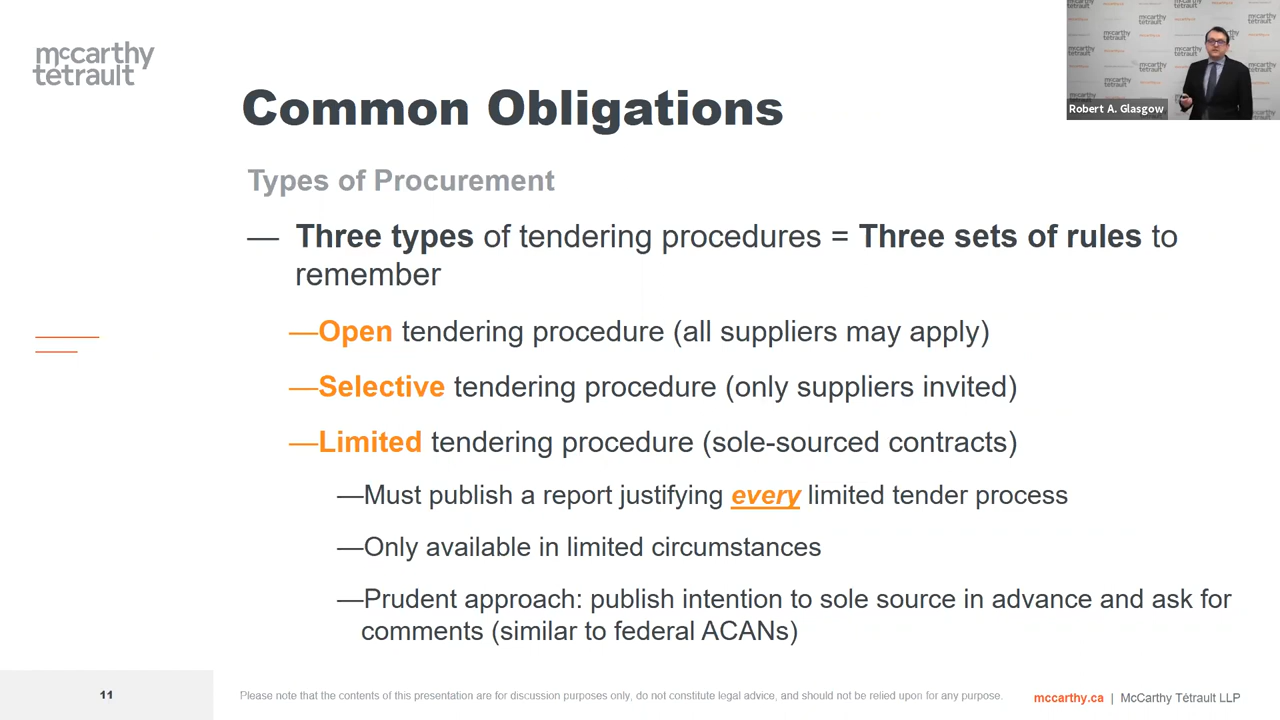 mccarthy
tetrault
Common Obligations
Types of Procurement
— Three types of tendering procedures = Three sets of rules to
remember
—Open tendering procedure (all suppliers may apply)
—Selective tendering procedure (only suppliers invited)
—Limited tendering procedure (sole-sourced contracts)
—Must publish a report justifying every limited tender process
—Only available in limited circumstances
—Prudent approach: publish intention to sole source in advance and ask for
comments (similar to federal ACANs)
Robert A. Glasgow
11
Please note that the contents of this presentation are for discussion purposes only, do not constitute legal advice, and should not be relied upon for any purpose.
mccarthy.ca | McCarthy Tétrault LLP